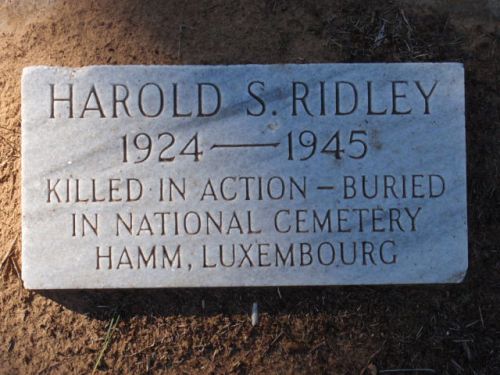 HAROLD S. RIDLEY
1924 — 1945
KILLED IN ACTION – BURIED
IN NATIONAL CEMETERY
HAMM, LUXEMBOURG